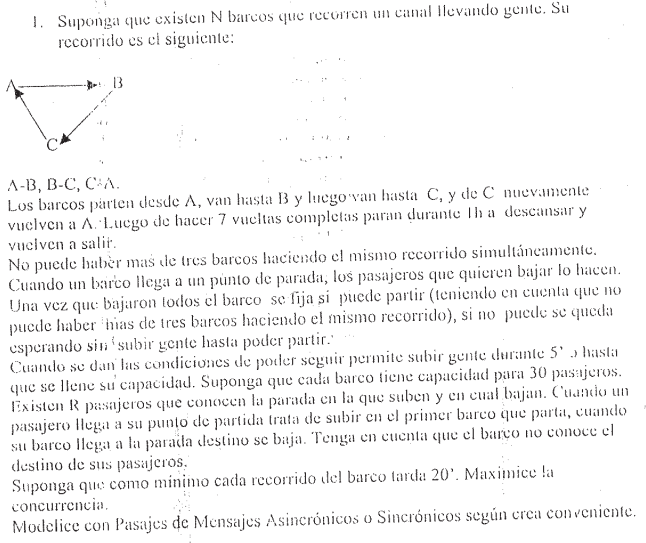 1. Suponga que existen N barcos que recorren un canal llevando gente. Su
recorrido es el siguiente:
A
B
C
A-B, B-C, C-A.
Los barcos parten desde A, van hasta B y luego van hasta C, y de C nuevamente
vuelven a A. Luego de hacer 7 vueltas completas paran durante 1h a descansar y
vuelven a salir.
No puede haber mas de tres barcos haciendo el mismo recorrido simultáneamente.
Cuando un barco llega a un punto de parada, los pasajeros que quieren bajar lo hacen.
Una vez que bajaron todos el barco se fija si puede partir (teniendo en cuenta que no
puede haber mas de tres barcos haciendo el mismo recorrido), si no puede se queda
esperando sin subir gente hasta poder partir.
Cuando se dan las condiciones de poder seguir permite subir gente durante 5' o hasta
que se llene su capacidad. Suponga que cada barco tiene capacidad para 30 pasajeros.
Existen R pasajeros que conocen la parada en la que suben y en cual bajan. Cuando un
pasajero llega a su punto de partida trata de subir en el primer barco que parta, cuando
su barco llega a la parada destino se baja. Tenga en cuenta que el barco no conoce el
destino de sus pasajeros.
Suponga que como mínimo cada recorrido del barco tarda 20'. Maximice la
concurrencia.
Modelice con Pasajes de Mensajes Asincrónicos o Sincrónicos según crea conveniente.